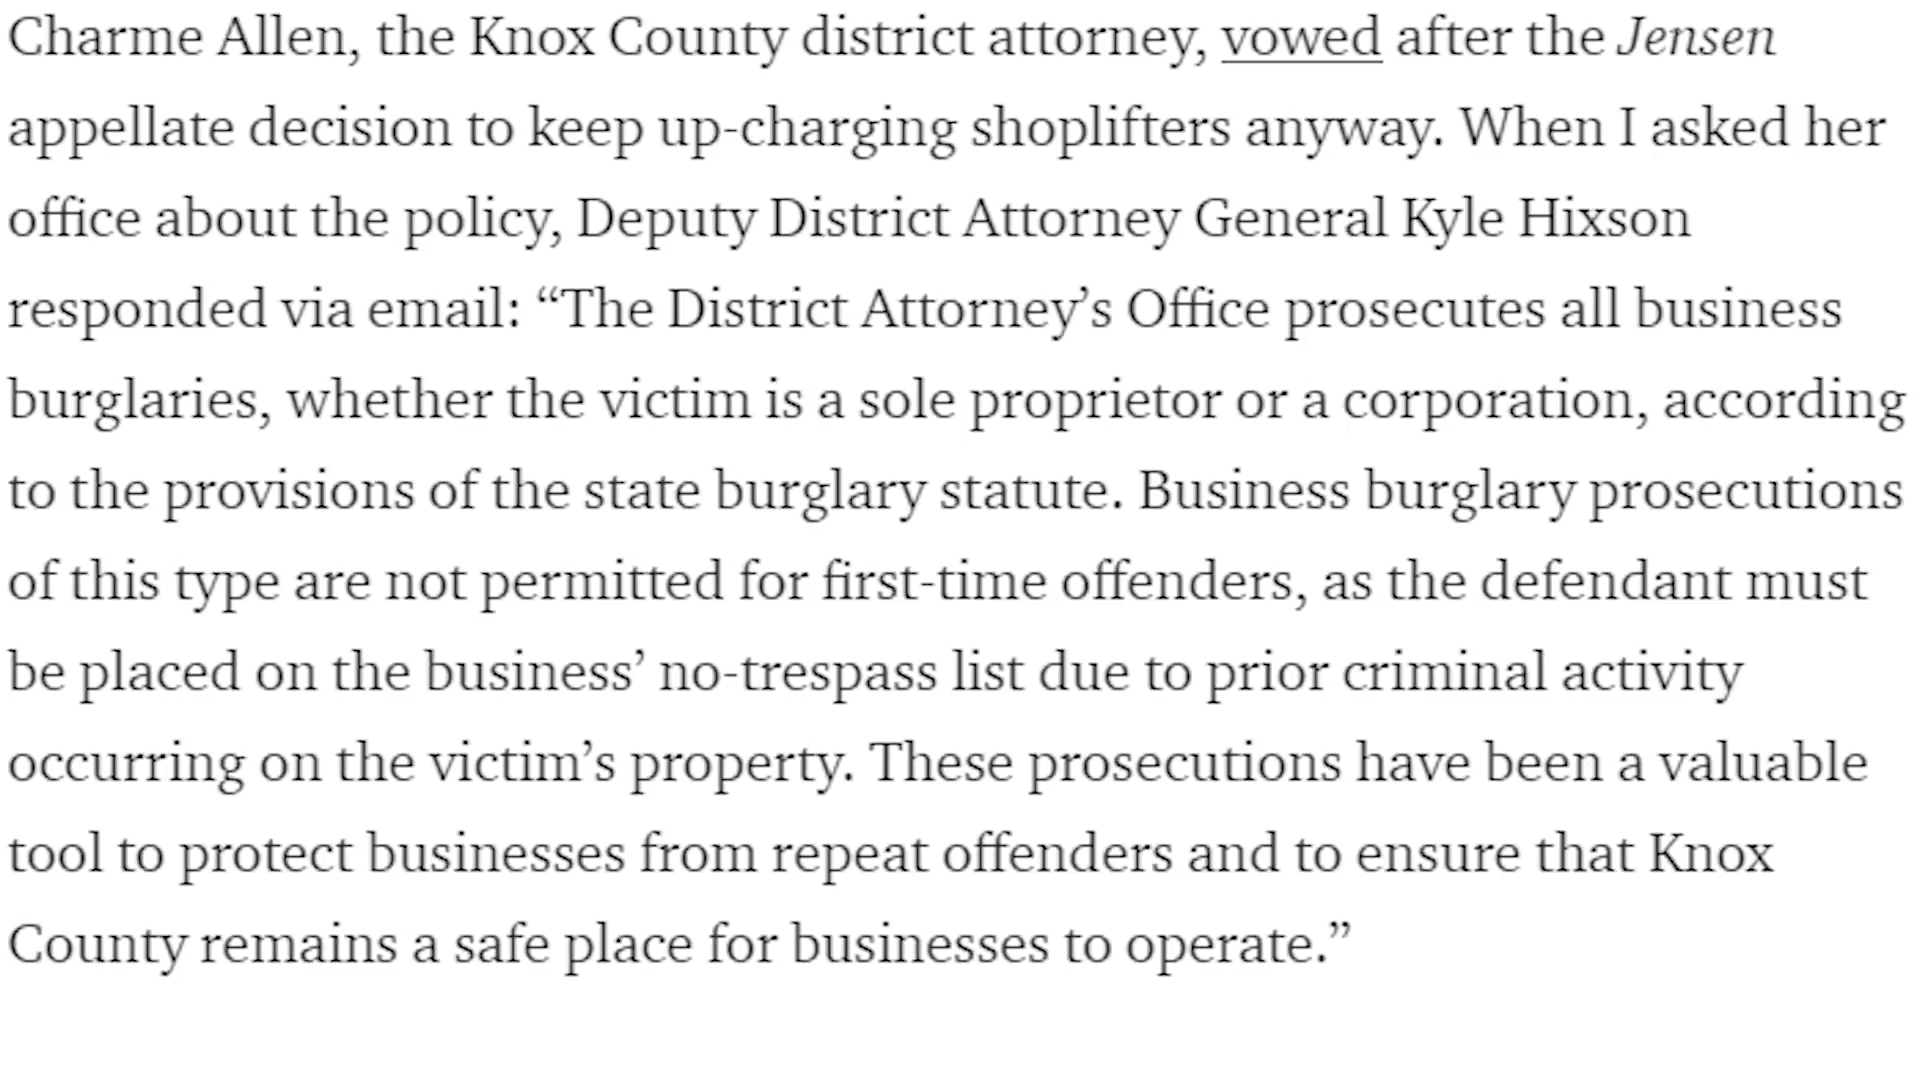 Charme Allen, the Knox County district attorney, vowed after the Jensen
appellate decision to keep up-charging shoplifters anyway. When I asked her
office about the policy, Deputy District Attorney General Kyle Hixson
responded via email: “The District Attorney’s Office prosecutes all business
burglaries, whether the victim is a sole proprietor or a corporation, according
to the provisions of the state burglary statute. Business burglary prosecutions
of this type are not permitted for first-time offenders, as the defendant must
be placed on the business’ no-trespass list due to prior criminal activity
occurring on the victim’s property. These prosecutions have been a valuable
tool to protect businesses from repeat offenders and to ensure that Knox
County remains a safe place for businesses to operate.”